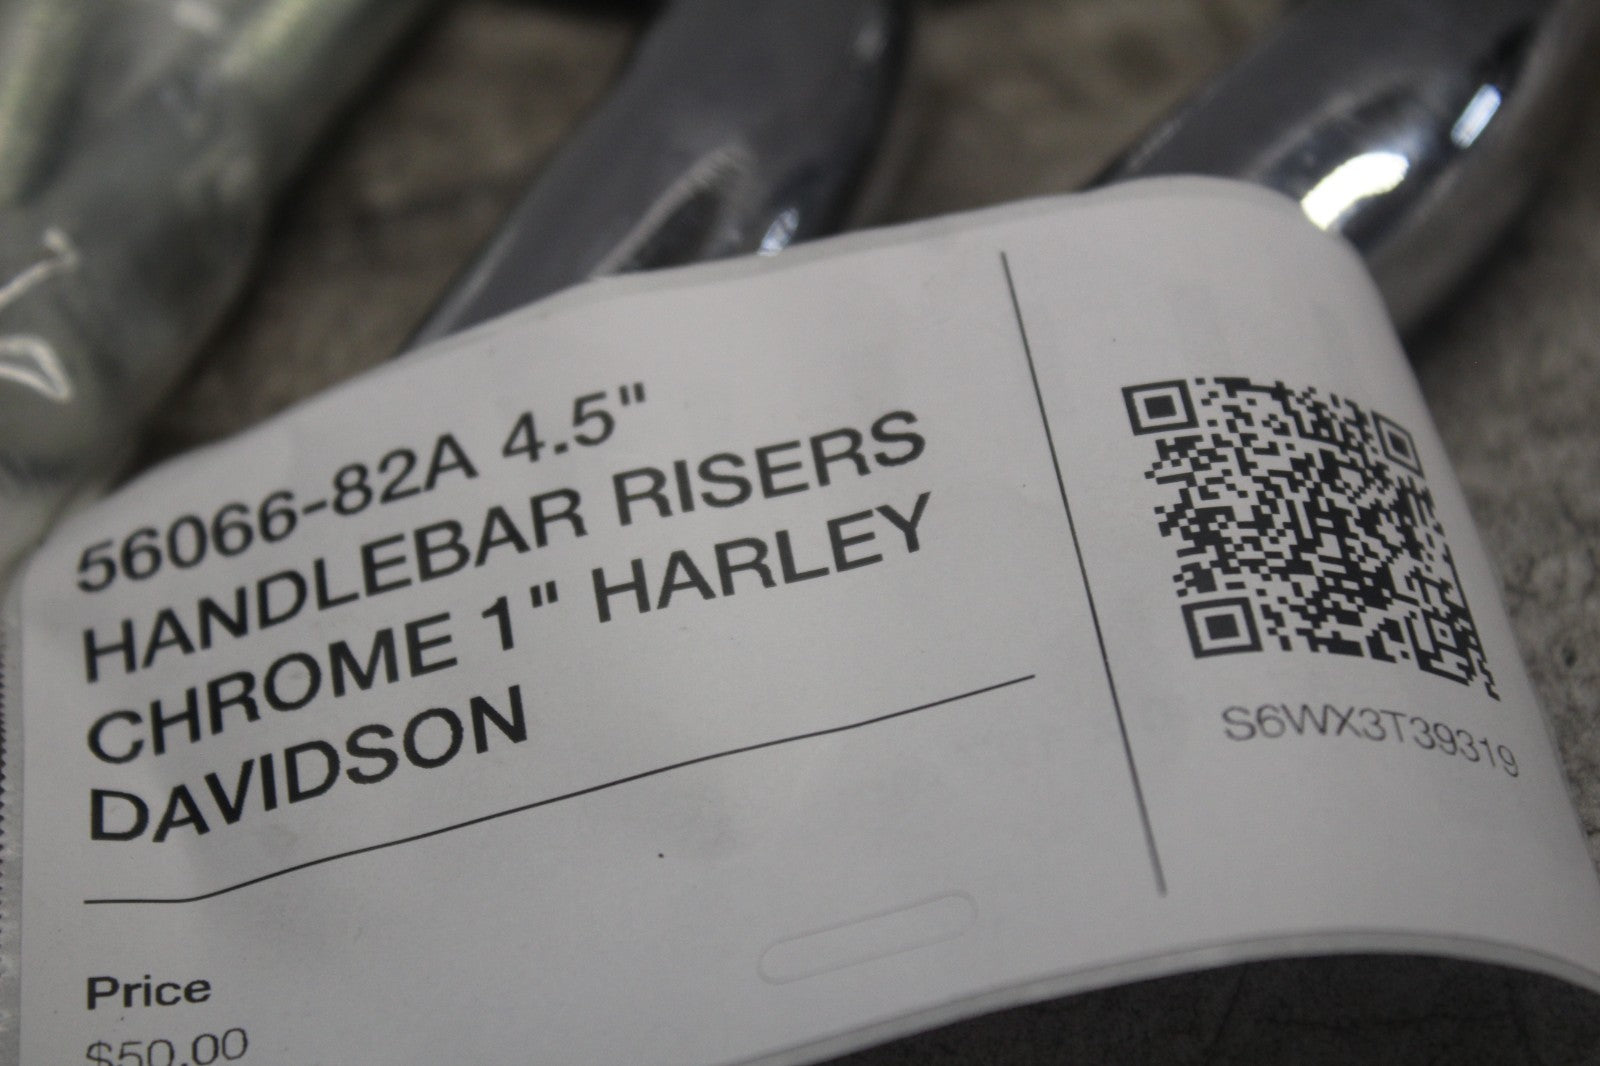 56066-82A 4.5"
HANDLEBAR RISERS
CHROME 1" HARLEY
DAVIDSON
S6WX3T39319
Price
$50.00